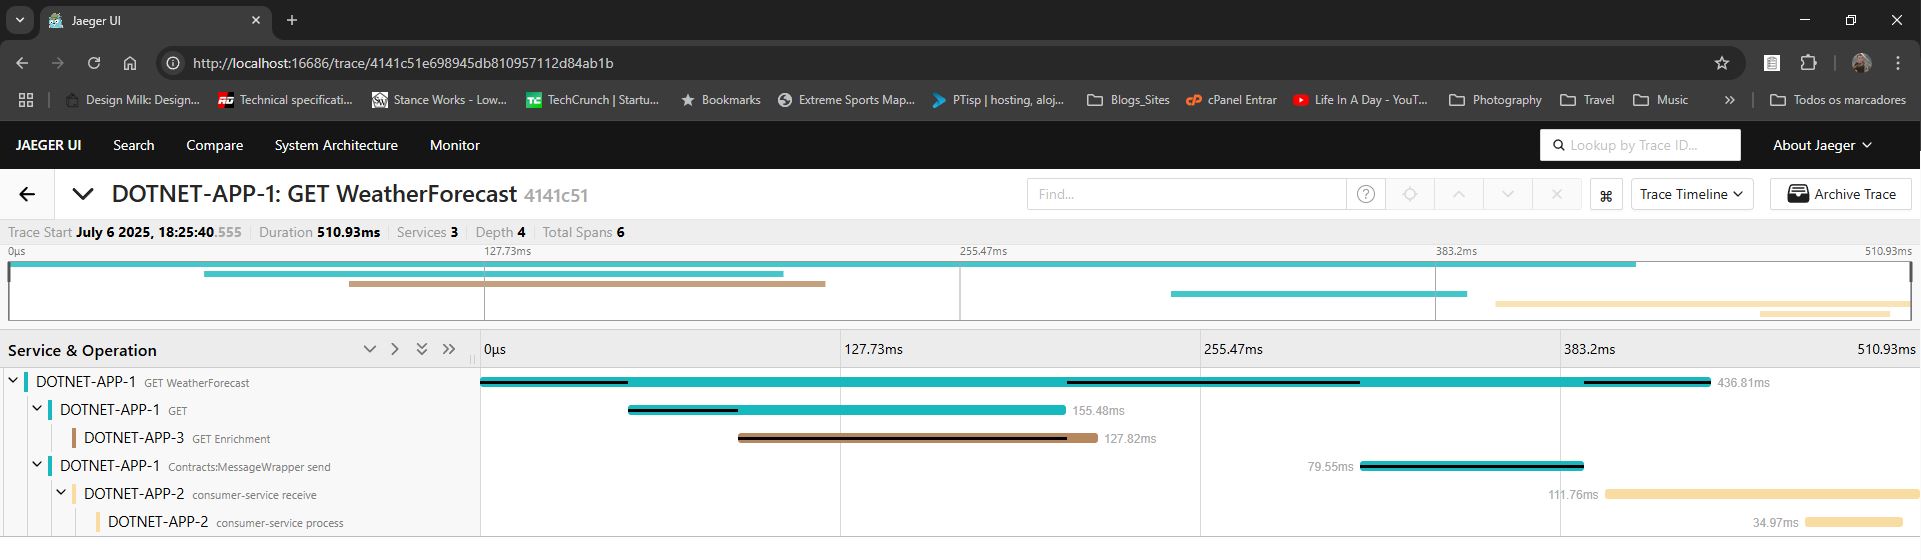 Jaeger UI
http://localhost:16686/trace/4141c51e698945db810957112d84ab1b
Design Milk: Design... Technical specificati... Stance Works - Low... TechCrunch | Startu... Bookmarks Extreme Sports Map... PTisp | hosting, aloj... Blogs_Sites cPanel Entrar Life In A Day - YouT... Photography Travel Music » Todos os marcadores
JAEGER UI Search Compare System Architecture Monitor Lookup by Trace ID... About Jaeger
DOTNET-APP-1: GET WeatherForecast 4141c51 Find... ? ⌘ Trace Timeline Archive Trace
Trace Start July 6 2025, 18:25:40.555 Duration 510.93ms Services 3 Depth 4 Total Spans 6
0μs 127.73ms 255.47ms 383.2ms 510.93ms
Service & Operation 0μs 127.73ms 255.47ms 383.2ms 510.93ms
DOTNET-APP-1 GET WeatherForecast 436.81ms
DOTNET-APP-1 GET 155.48ms
DOTNET-APP-3 GET Enrichment 127.82ms
DOTNET-APP-1 Contracts:MessageWrapper send 79.55ms
DOTNET-APP-2 consumer-service receive 111.76ms
DOTNET-APP-2 consumer-service process 34.97ms